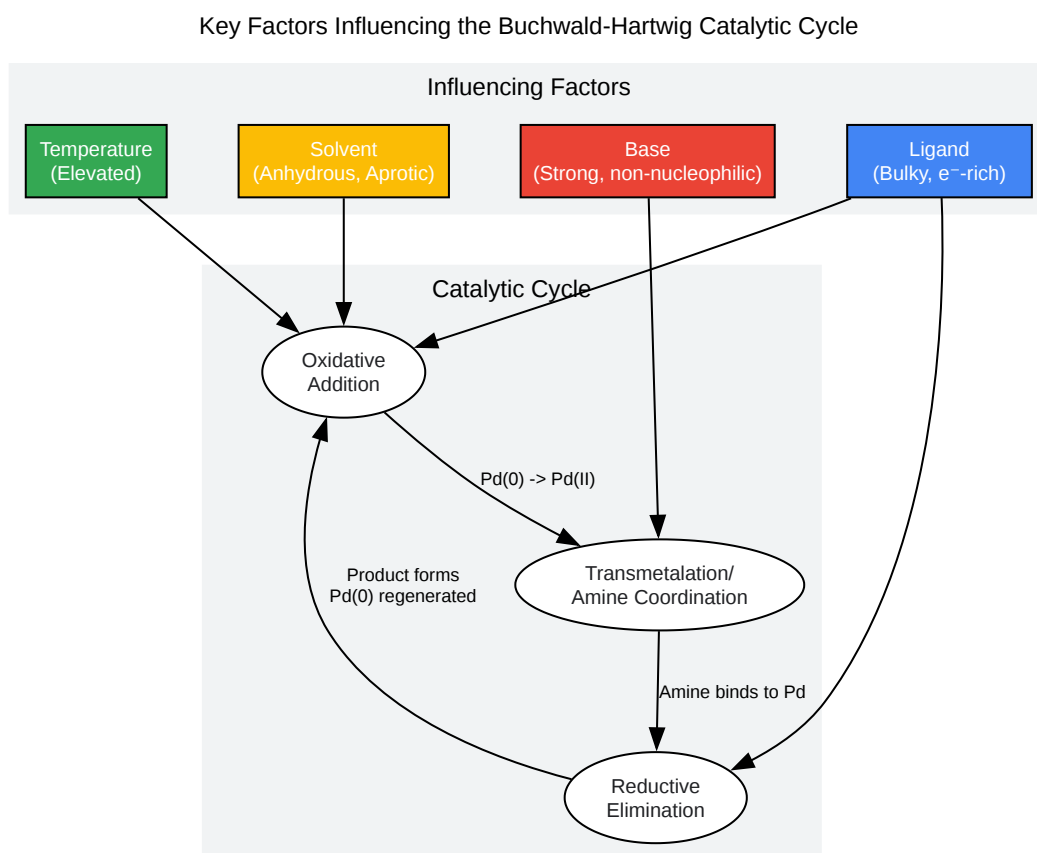 Key Factors Influencing the Buchwald-Hartwig Catalytic Cycle
Influencing Factors
Temperature
(Elevated)
Solvent
(Anhydrous, Aprotic)
Base
(Strong, non-nucleophilic)
Ligand
(Bulky, e⁻-rich)
Catalytic Cycle
Oxidative
Addition
Pd(0) -> Pd(II)
Product forms
Pd(0) regenerated
Transmetalation/
Amine Coordination
Amine binds to Pd
Reductive
Elimination